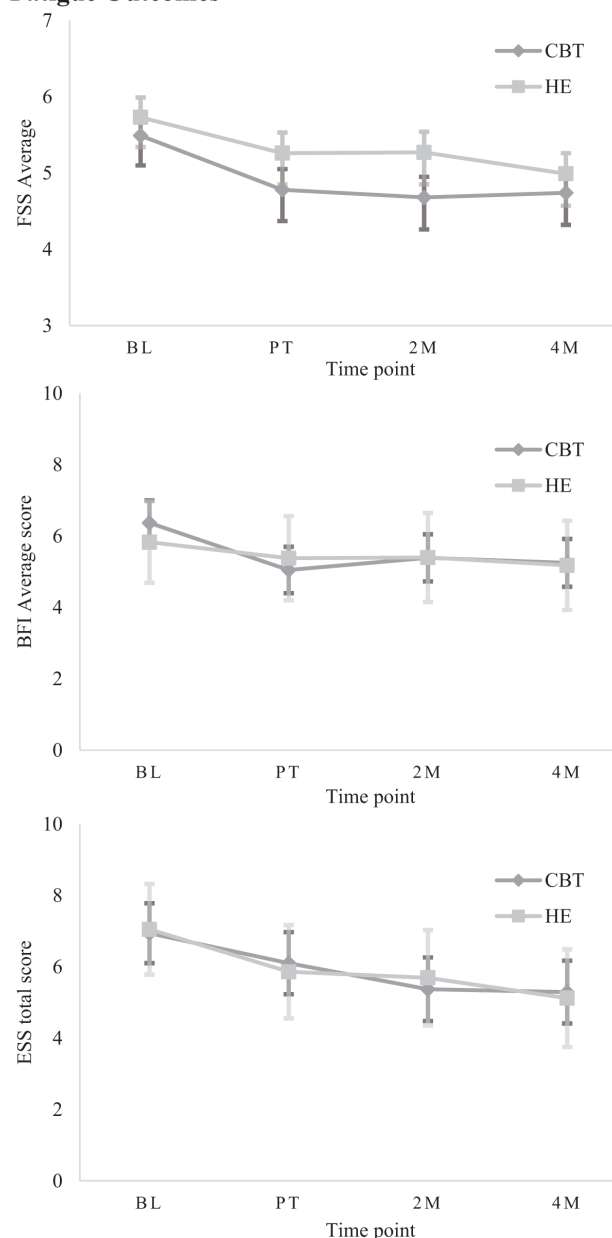 Fatigue Outcomes
7
CBT
HE
6
5
4
3
FSS Average
BL PT 2M 4M
Time point
10
CBT
HE
8
6
4
2
0
BFI Average score
BL PT 2M 4M
Time point
10
CBT
HE
8
6
4
2
0
ESS total score
BL PT 2M 4M
Time point